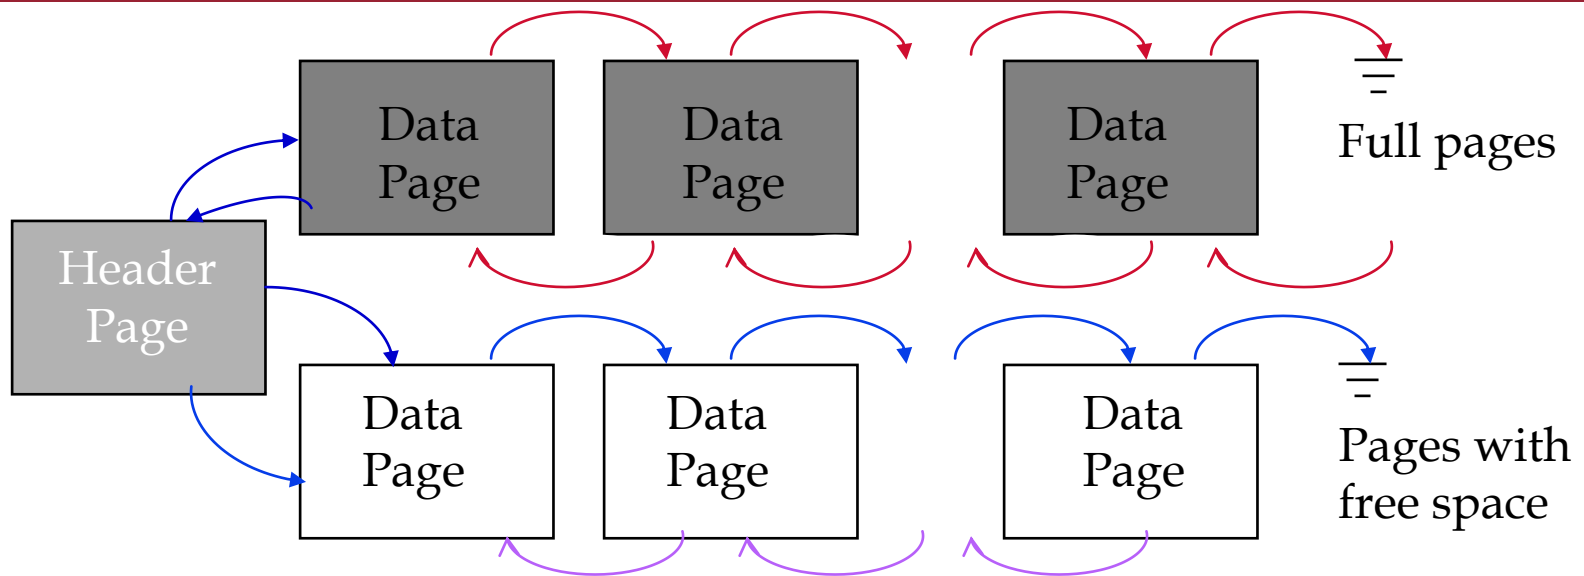 Data
Page
Data
Page
Data
Page
Full pages
Header
Page
Data
Page
Data
Page
Data
Page
Pages with
free space